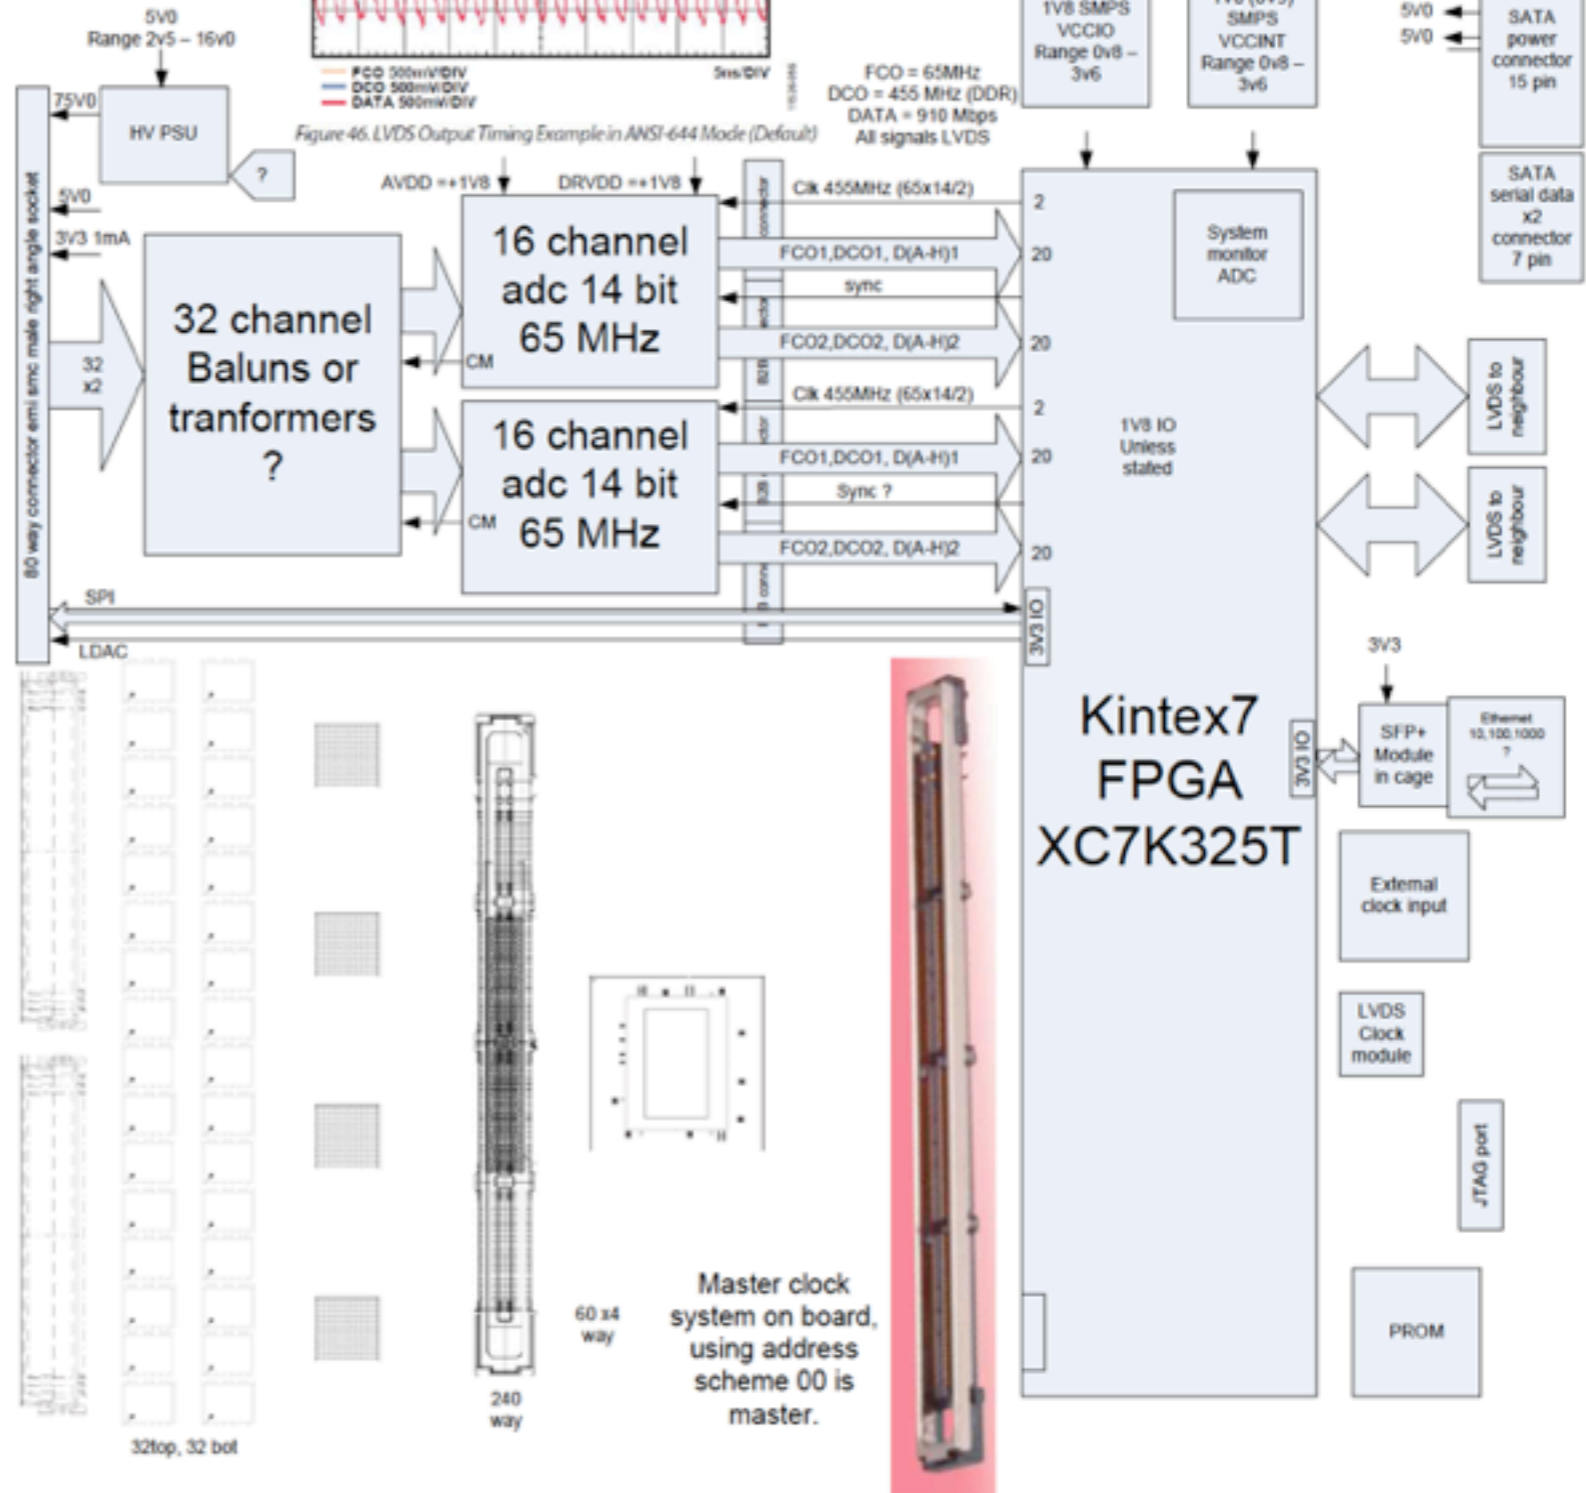 5V0
Range 2v5 – 16v0
75V0
HV PSU
?
5V0
3V3 1mA
80 way connector emi smc male right angle socket
32
x2
32 channel
Baluns or
tranformers
?
FCO 500mV/DIV
DCO 500mV/DIV
DATA 500mV/DIV
5ns/DIV
Figure 46. LVDS Output Timing Example in ANSI-644 Mode (Default)
FCO = 65MHz
DCO = 455 MHz (DDR)
DATA = 910 Mbps
All signals LVDS
AVDD =+1V8
DRVDD =+1V8
16 channel
adc 14 bit
65 MHz
CM
16 channel
adc 14 bit
65 MHz
CM
connector
B2B
Clk 455MHz (65x14/2)
2
FCO1,DCO1, D(A-H)1
20
sync
FCO2,DCO2, D(A-H)2
20
Clk 455MHz (65x14/2)
2
FCO1,DCO1, D(A-H)1
20
Sync ?
FCO2,DCO2, D(A-H)2
20
SPI
LDAC
3V3 IO
1V8 SMPS
VCCIO
Range 0v8 –
3v6
SMPS
VCCINT
Range 0v8 –
3v6
5V0
5V0
SATA
power
connector
15 pin
SATA
serial data
x2
connector
7 pin
System
monitor
ADC
1V8 IO
Unless
stated
LVDS to
neighbour
LVDS to
neighbour
Kintex7
FPGA
XC7K325T
3V3 IO
3V3
SFP+
Module
in cage
Ethernet
10,100,1000
?
External
clock input
LVDS
Clock
module
JTAG port
PROM
32top, 32 bot
240
way
60 x4
way
Master clock
system on board,
using address
scheme 00 is
master.